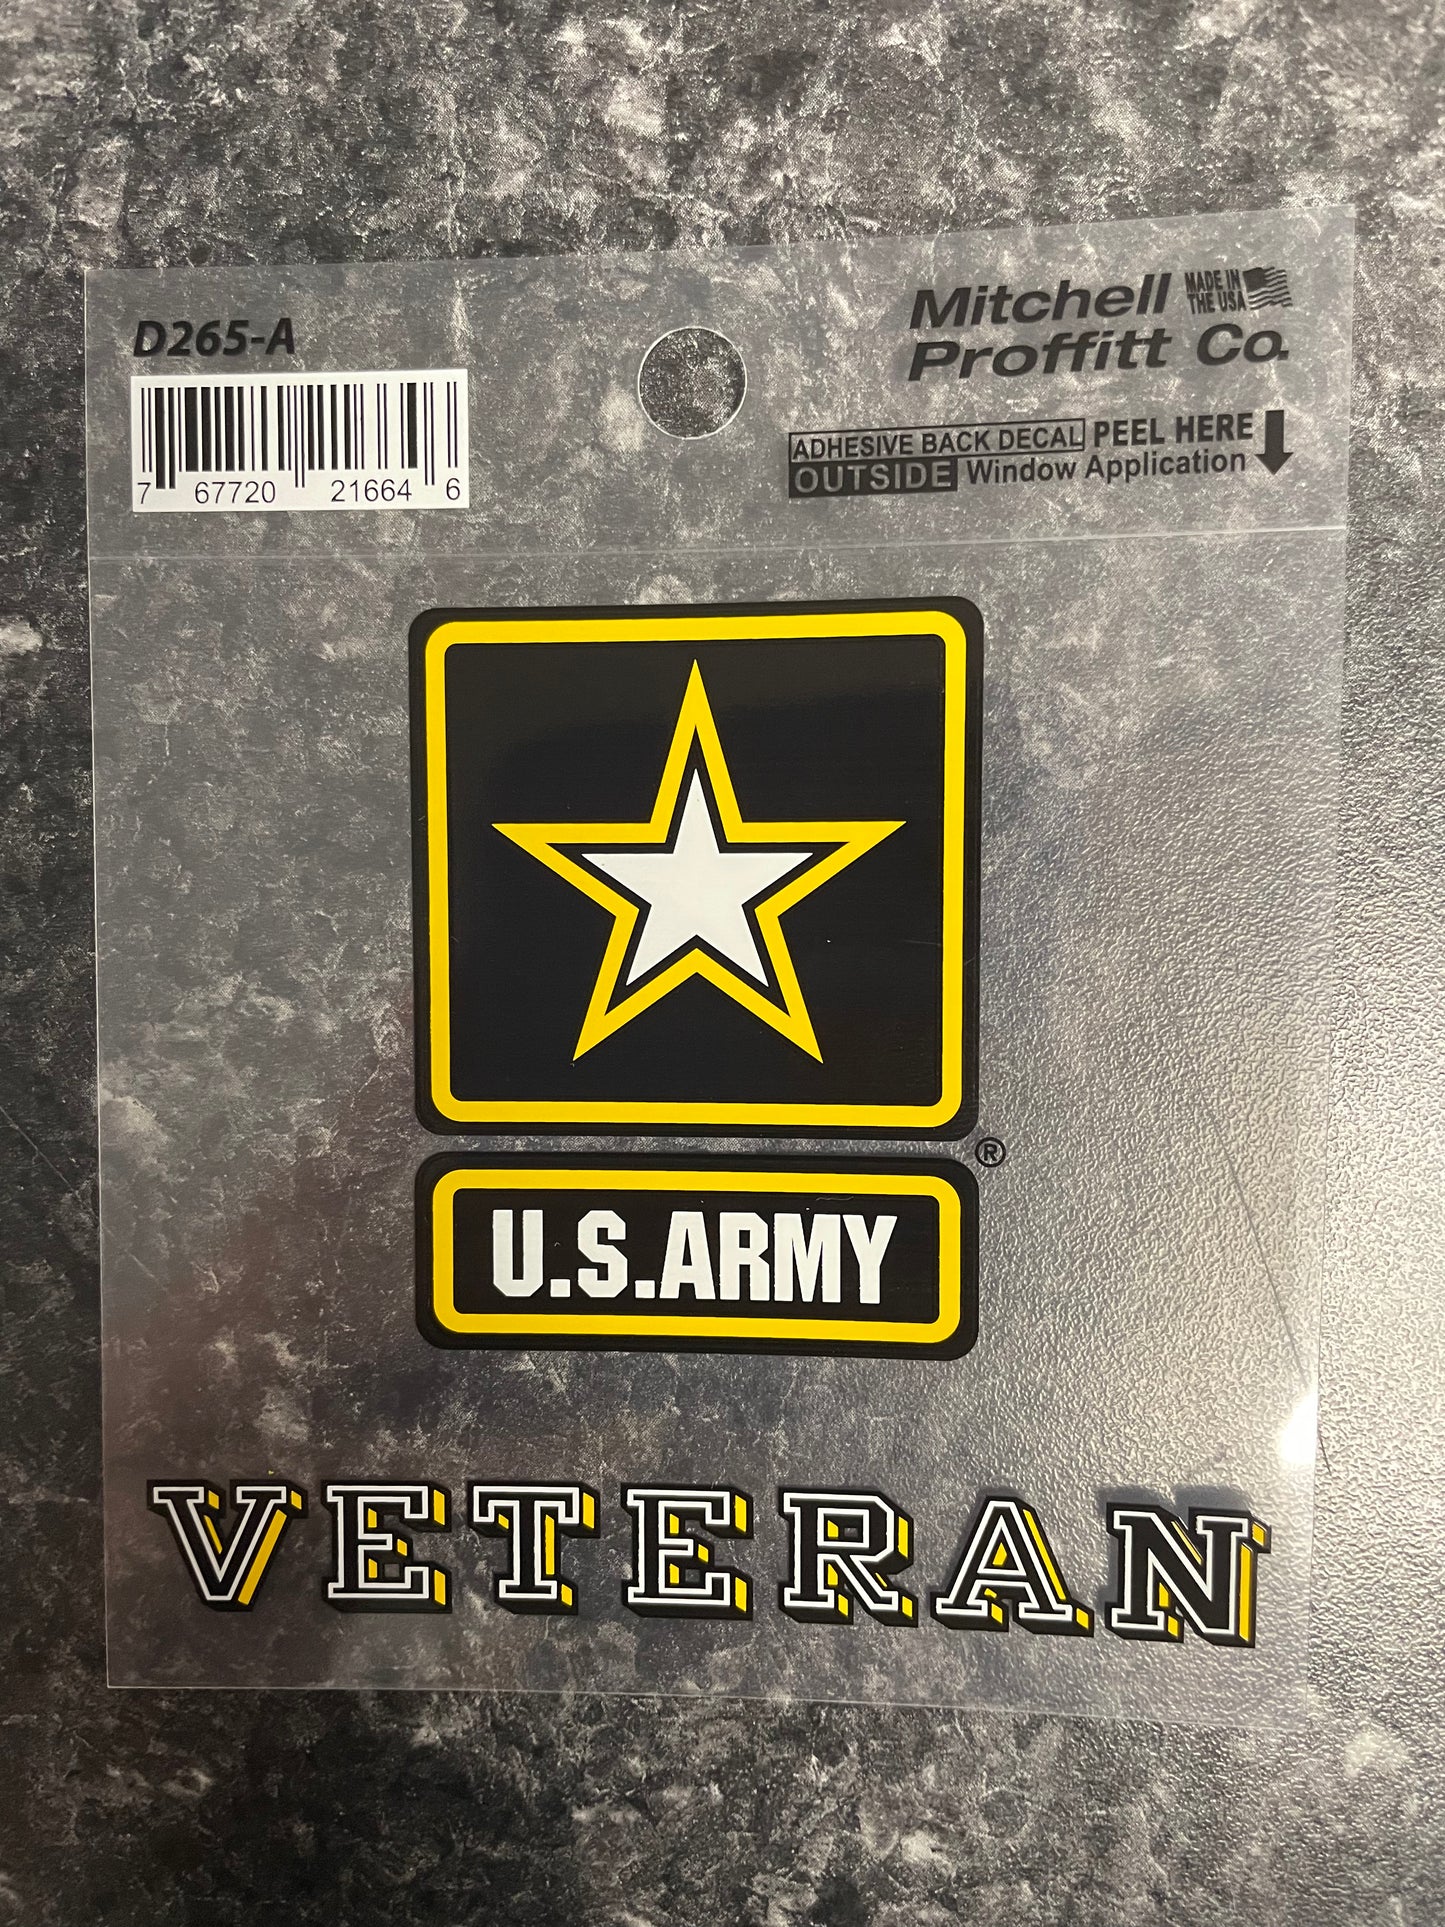 D265-A
7 67720 21664 6
Mitchell
Proffitt Co.
MADE IN
THE USA
ADHESIVE BACK DECAL PEEL HERE
OUTSIDE Window Application
®
U.S.ARMY
VETERAN